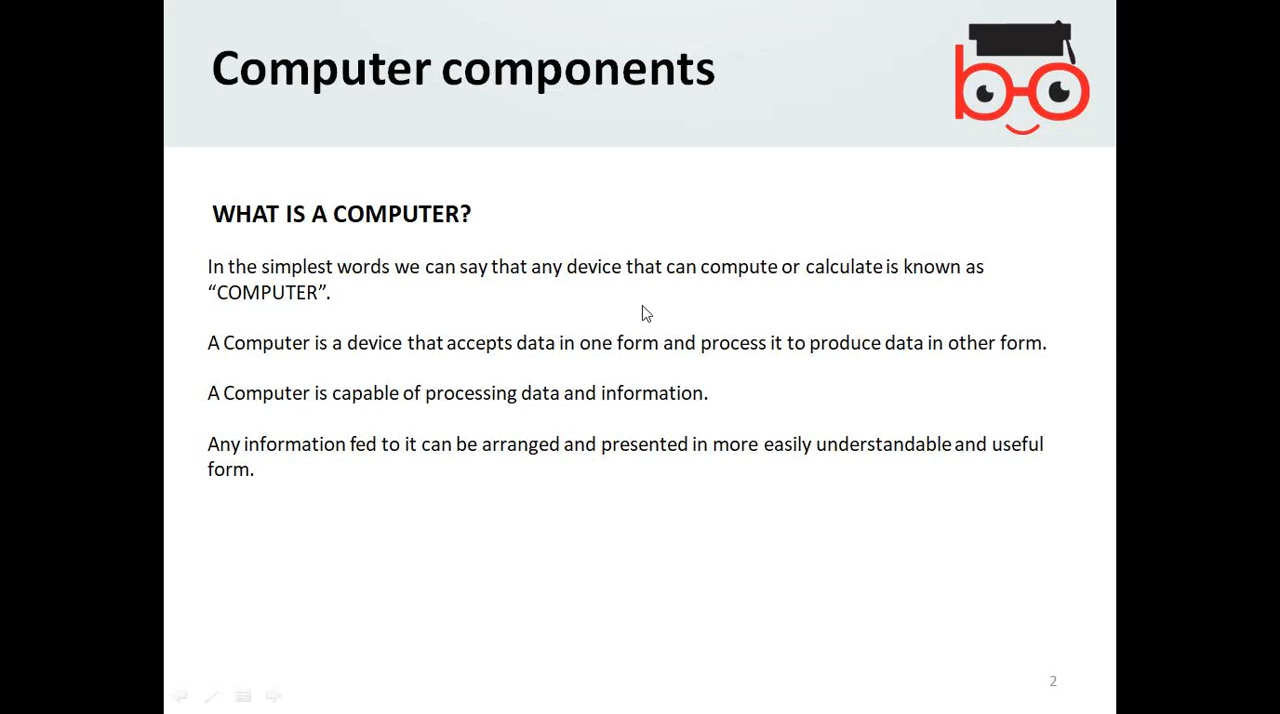 Computer components
WHAT IS A COMPUTER?
In the simplest words we can say that any device that can compute or calculate is known as
“COMPUTER”.
A Computer is a device that accepts data in one form and process it to produce data in other form.
A Computer is capable of processing data and information.
Any information fed to it can be arranged and presented in more easily understandable and useful
form.
2